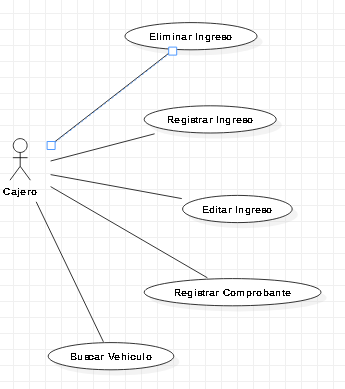 Eliminar Ingreso
Registrar Ingreso
Cajero
Editar Ingreso
Registrar Comprobante
Buscar Vehiculo